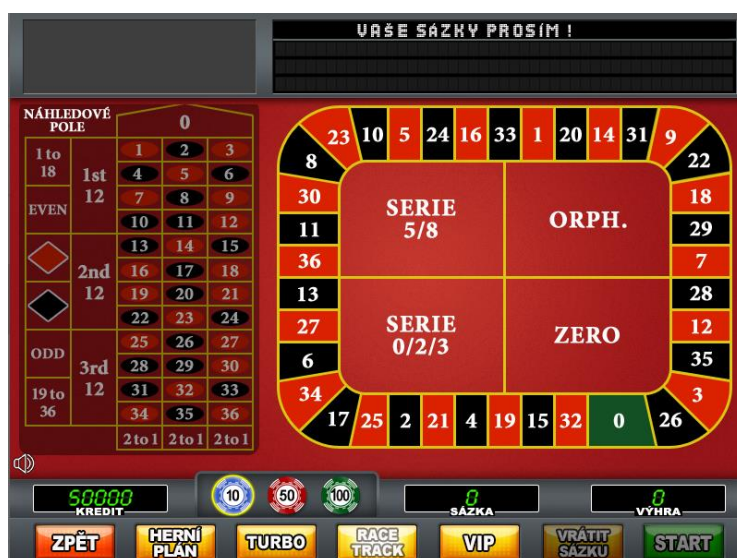 VAŠE SÁZKY PROSÍM !
NÁHLEDOVÉ
POLE
0
1 to
18
EVEN
ODD
19 to
36
1st
12
2nd
12
3rd
12
1 2 3
4 5 6
7 8 9
10 11 12
13 14 15
16 17 18
19 20 21
22 23 24
25 26 27
28 29 30
31 32 33
34 35 36
2 to 1 2 to 1 2 to 1
23 10 5 24 16 33 1 20 14 31 9
8 22
30 18
11 29
36 7
13 28
27 12
6 35
34 3
17 25 2 21 4 19 15 32 0 26
SERIE
5/8
ORPH.
SERIE
0/2/3
ZERO
50000
KREDIT
10 50 100
0
SÁZKA
0
VÝHRA
ZPĚT
HERNÍ
PLÁN
TURBO
RACE
TRACK
VIP
VRÁTIT
SÁZKU
START